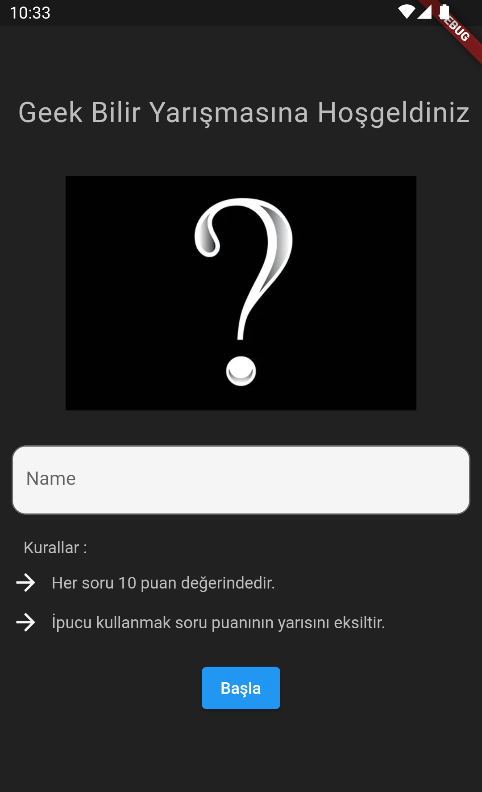 10:33
DEBUG
Geek Bilir Yarışmasına Hoşgeldiniz
?
Name
Kurallar :
Her soru 10 puan değerindedir.
İpucu kullanmak soru puanının yarısını eksiltir.
Başla